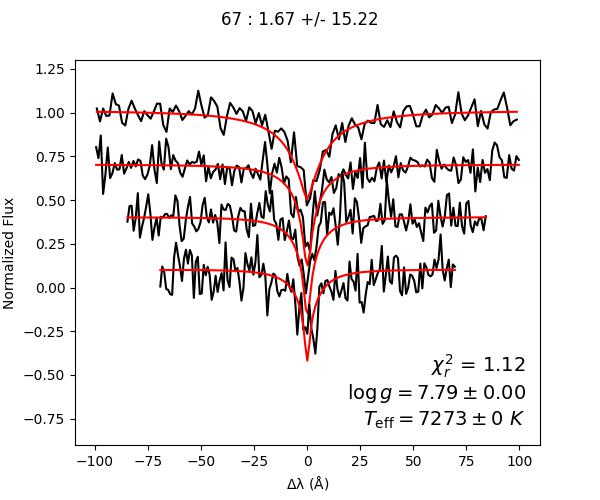 67 : 1.67 +/- 15.22
1.25
1.00
0.75
0.50
0.25
0.00
−0.25
−0.50
−0.75
Normalized Flux
χ²ᵣ = 1.12
log g = 7.79 ± 0.00
T_eff = 7273 ± 0 K
−100 −75 −50 −25 0 25 50 75 100
Δλ (Å)